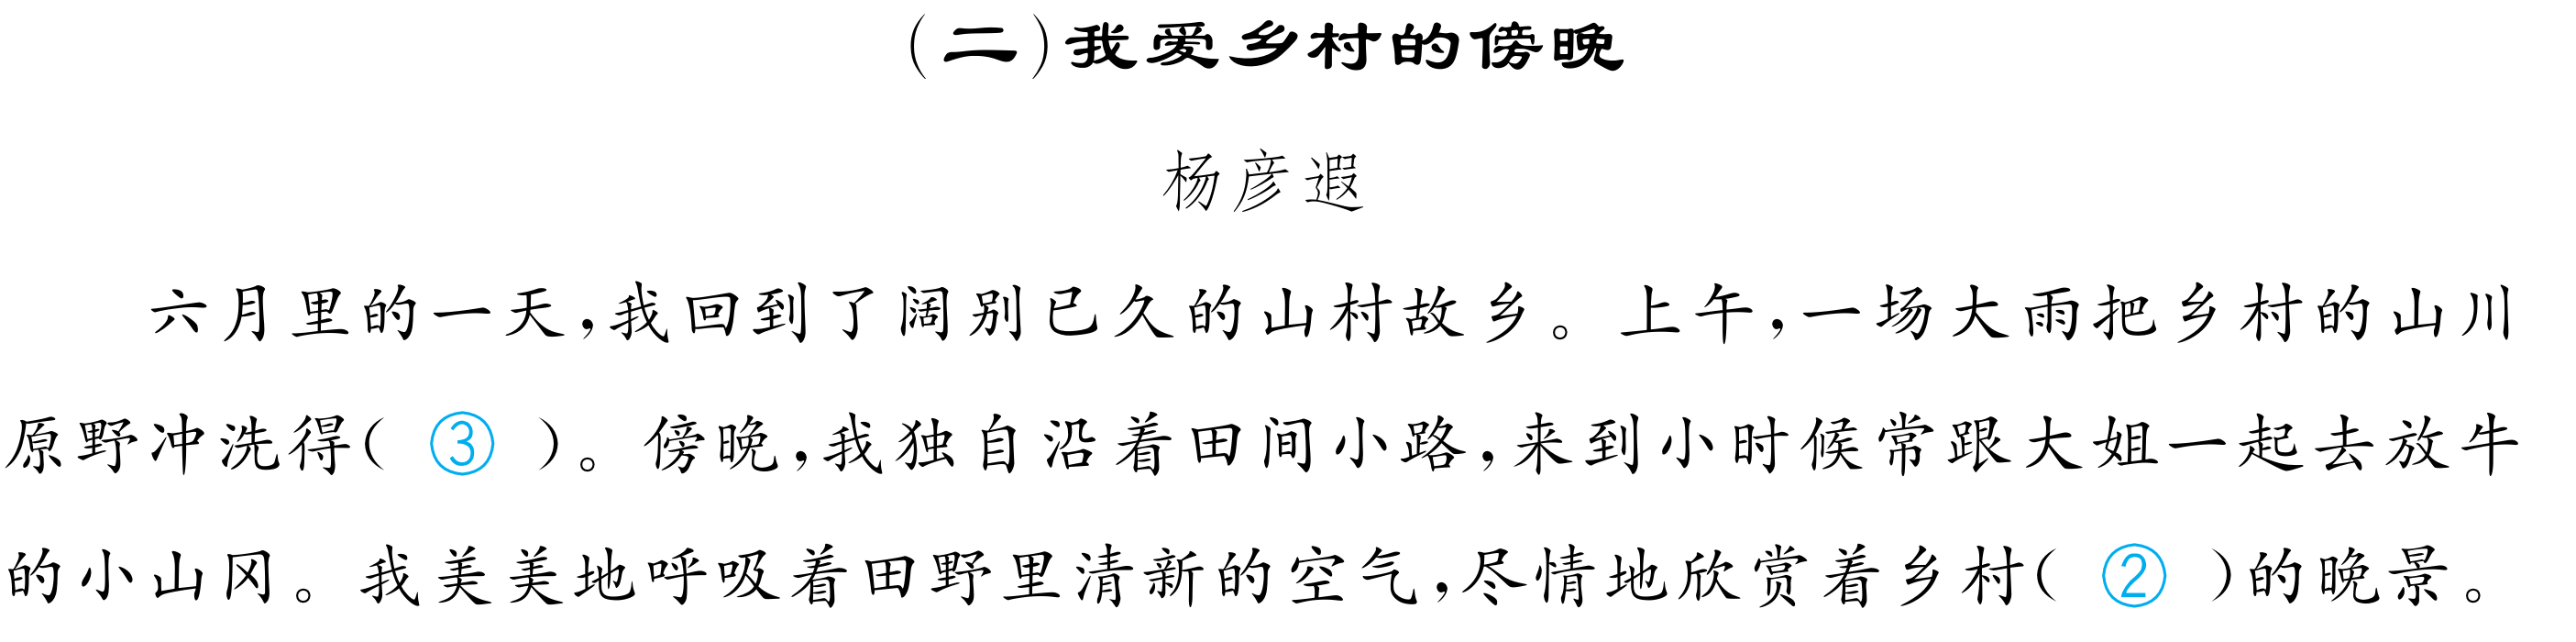 (二)我爱乡村的傍晚
杨彦遐
六月里的一天,我回到了阔别已久的山村故乡。上午,一场大雨把乡村的山川
原野冲洗得( ③ )。傍晚,我独自沿着田间小路,来到小时候常跟大姐一起去放牛
的小山冈。我美美地呼吸着田野里清新的空气,尽情地欣赏着乡村( ② )的晚景。